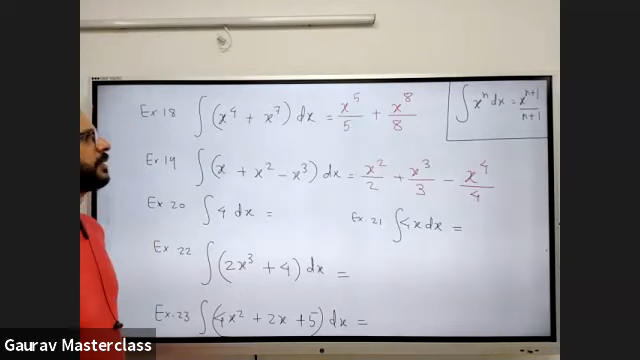 Ex 18 ∫(x⁴ + x⁷) dx = x⁵/5 + x⁸/8
∫xⁿ dx = xⁿ⁺¹/n+1
Ex 19 ∫(x + x² − x³) dx = x²/2 + x³/3 − x⁴/4
Ex 20 ∫4 dx =
Ex 21 ∫4x dx =
Ex 22 ∫(2x³ + 4) dx =
Ex. 23 ∫(4x² + 2x + 5) dx =
Gaurav Masterclass